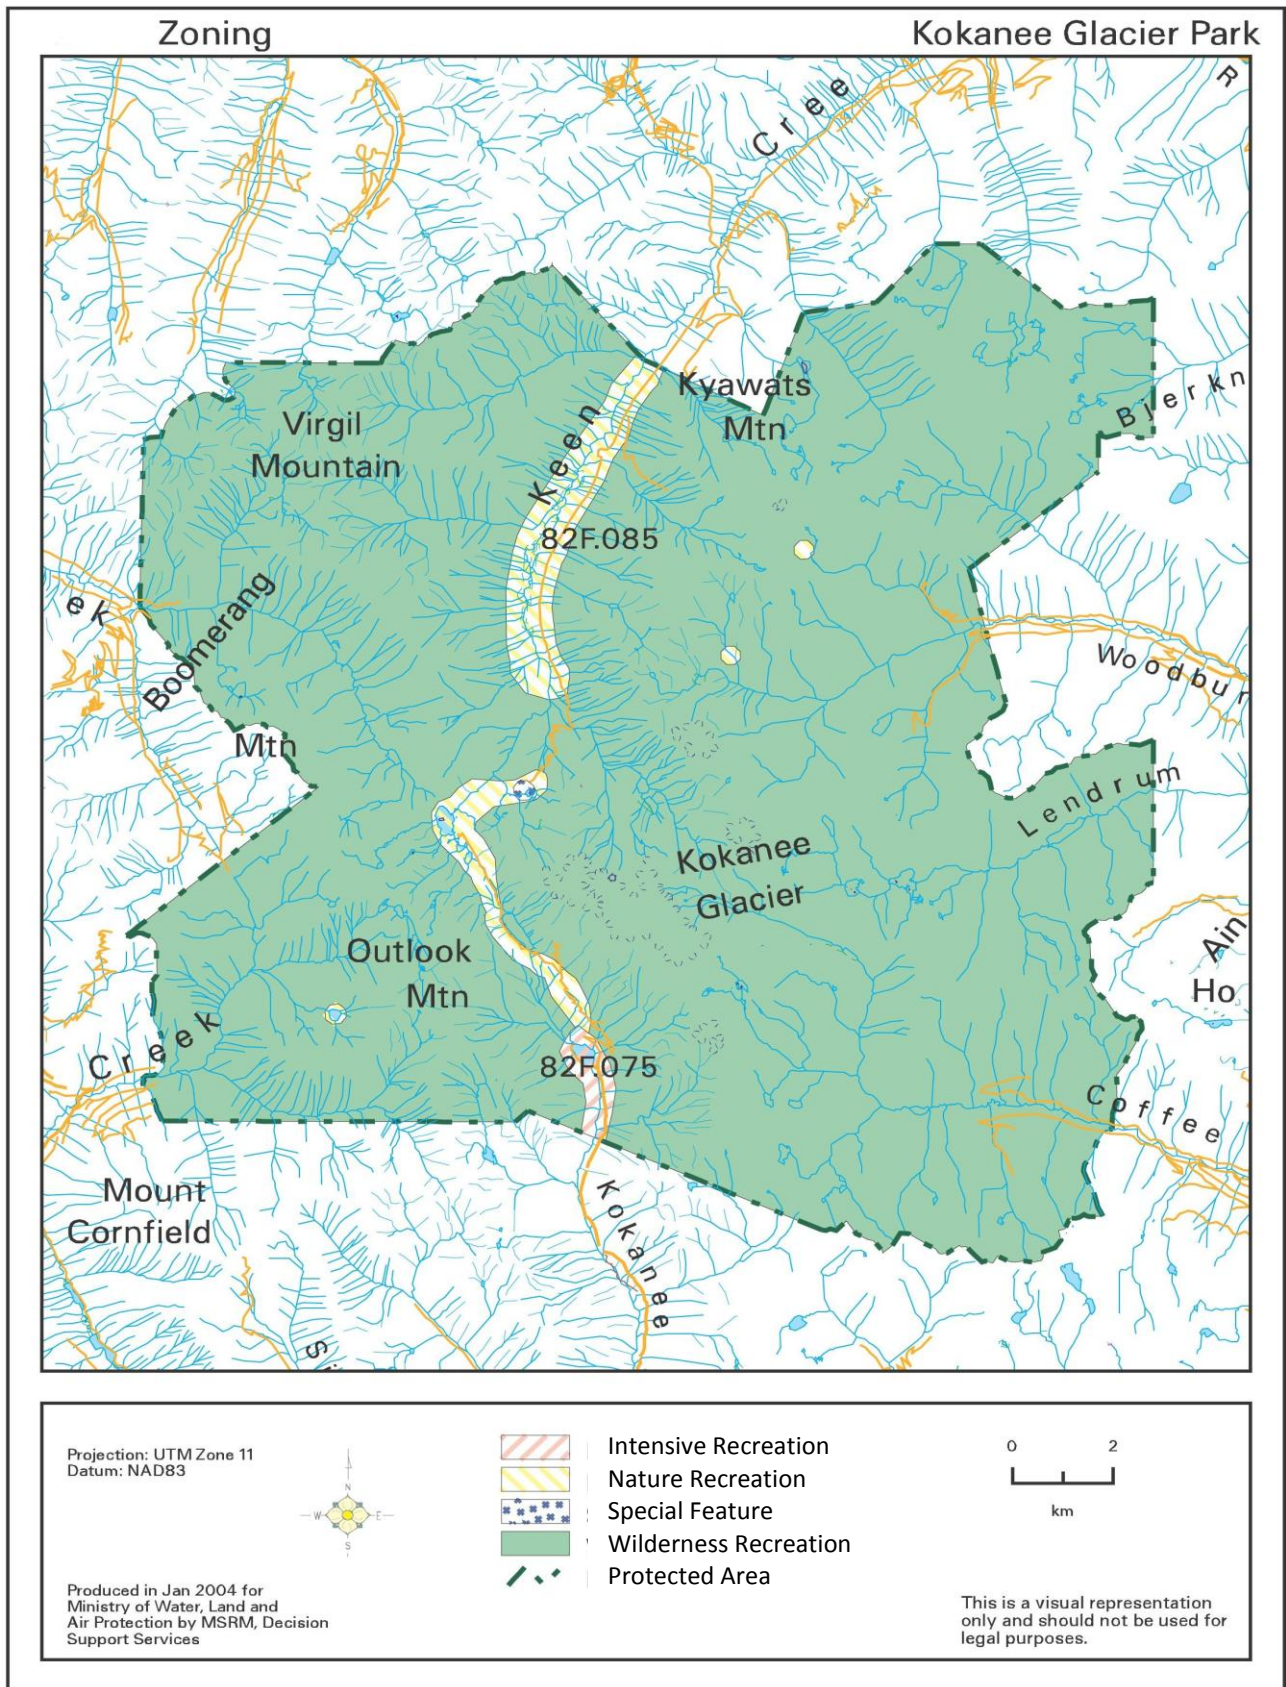 Zoning
Kokanee Glacier Park
R
Cree
Kyawats
Mtn
Bjerkn
Virgil
Mountain
Keen
82F.085
ek
Boomerang
Mtn
Woodbur
Lendrum
Kokanee
Glacier
Outlook
Mtn
Ain
Ho
Creek
82F.075
Coffee
Mount
Cornfield
Kokanee
Projection: UTM Zone 11
Datum: NAD83
N
W E
S
Produced in Jan 2004 for
Ministry of Water, Land and
Air Protection by MSRM, Decision
Support Services
Intensive Recreation
Nature Recreation
Special Feature
Wilderness Recreation
Protected Area
0 2
km
This is a visual representation
only and should not be used for
legal purposes.